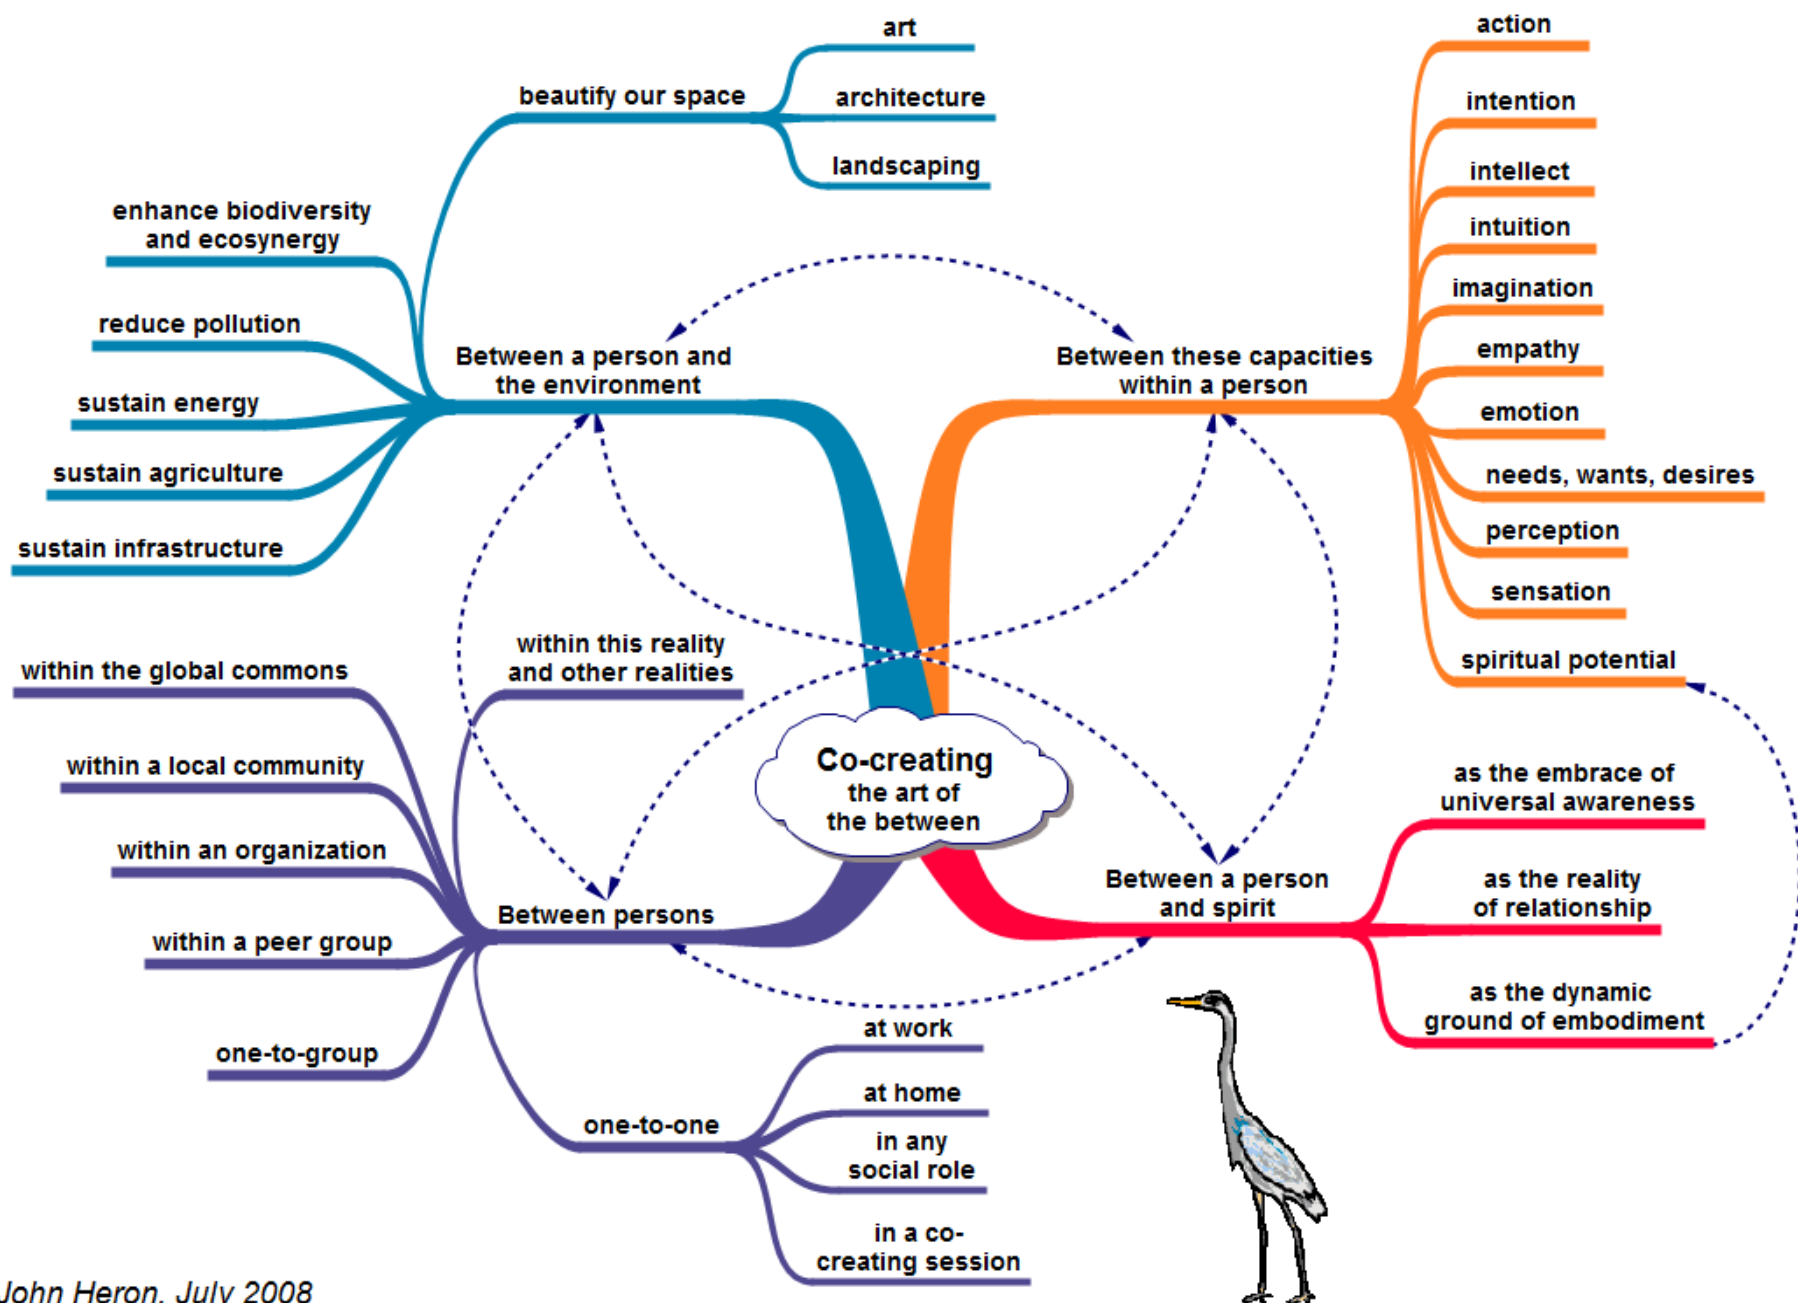 art
beautify our space
architecture
landscaping
enhance biodiversity
and ecosynergy
reduce pollution
sustain energy
sustain agriculture
sustain infrastructure
Between a person and
the environment
Between these capacities
within a person
action
intention
intellect
intuition
imagination
empathy
emotion
needs, wants, desires
perception
sensation
spiritual potential
Co-creating
the art of
the between
within this reality
and other realities
within the global commons
within a local community
within an organization
within a peer group
one-to-group
Between persons
one-to-one
at work
at home
in any
social role
in a co-
creating session
Between a person
and spirit
as the embrace of
universal awareness
as the reality
of relationship
as the dynamic
ground of embodiment
John Heron, July 2008